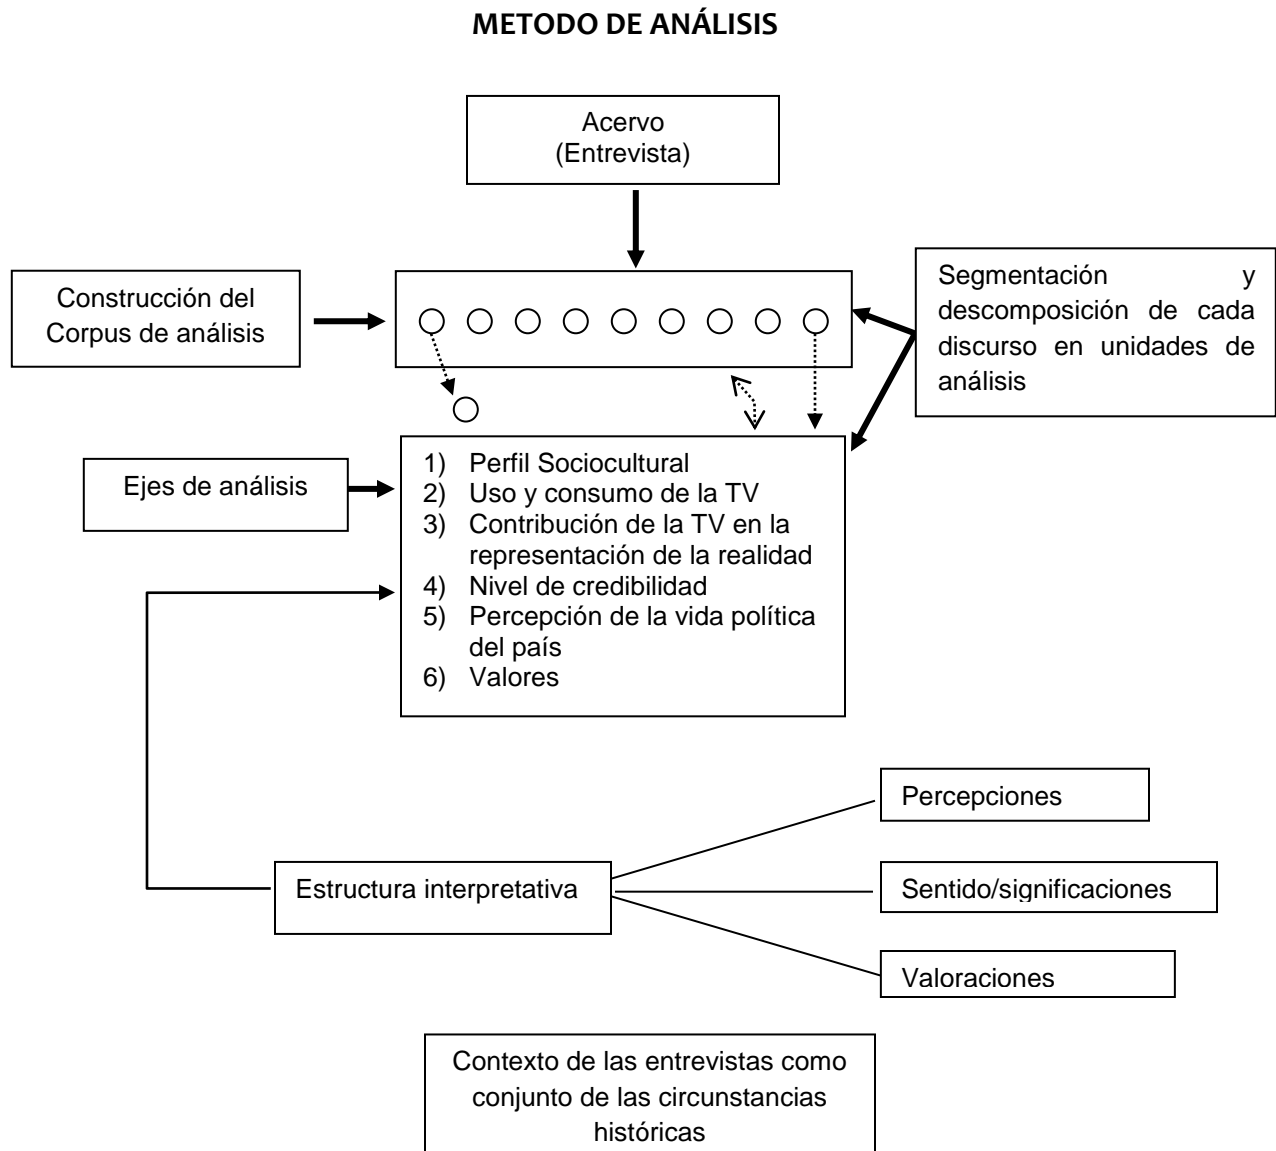 METODO DE ANÁLISIS
Acervo
(Entrevista)
Construcción del
Corpus de análisis
Segmentación y
descomposición de cada
discurso en unidades de
análisis
Ejes de análisis
1) Perfil Sociocultural
2) Uso y consumo de la TV
3) Contribución de la TV en la
representación de la realidad
4) Nivel de credibilidad
5) Percepción de la vida política
del país
6) Valores
Percepciones
Estructura interpretativa
Sentido/significaciones
Valoraciones
Contexto de las entrevistas como
conjunto de las circunstancias
históricas